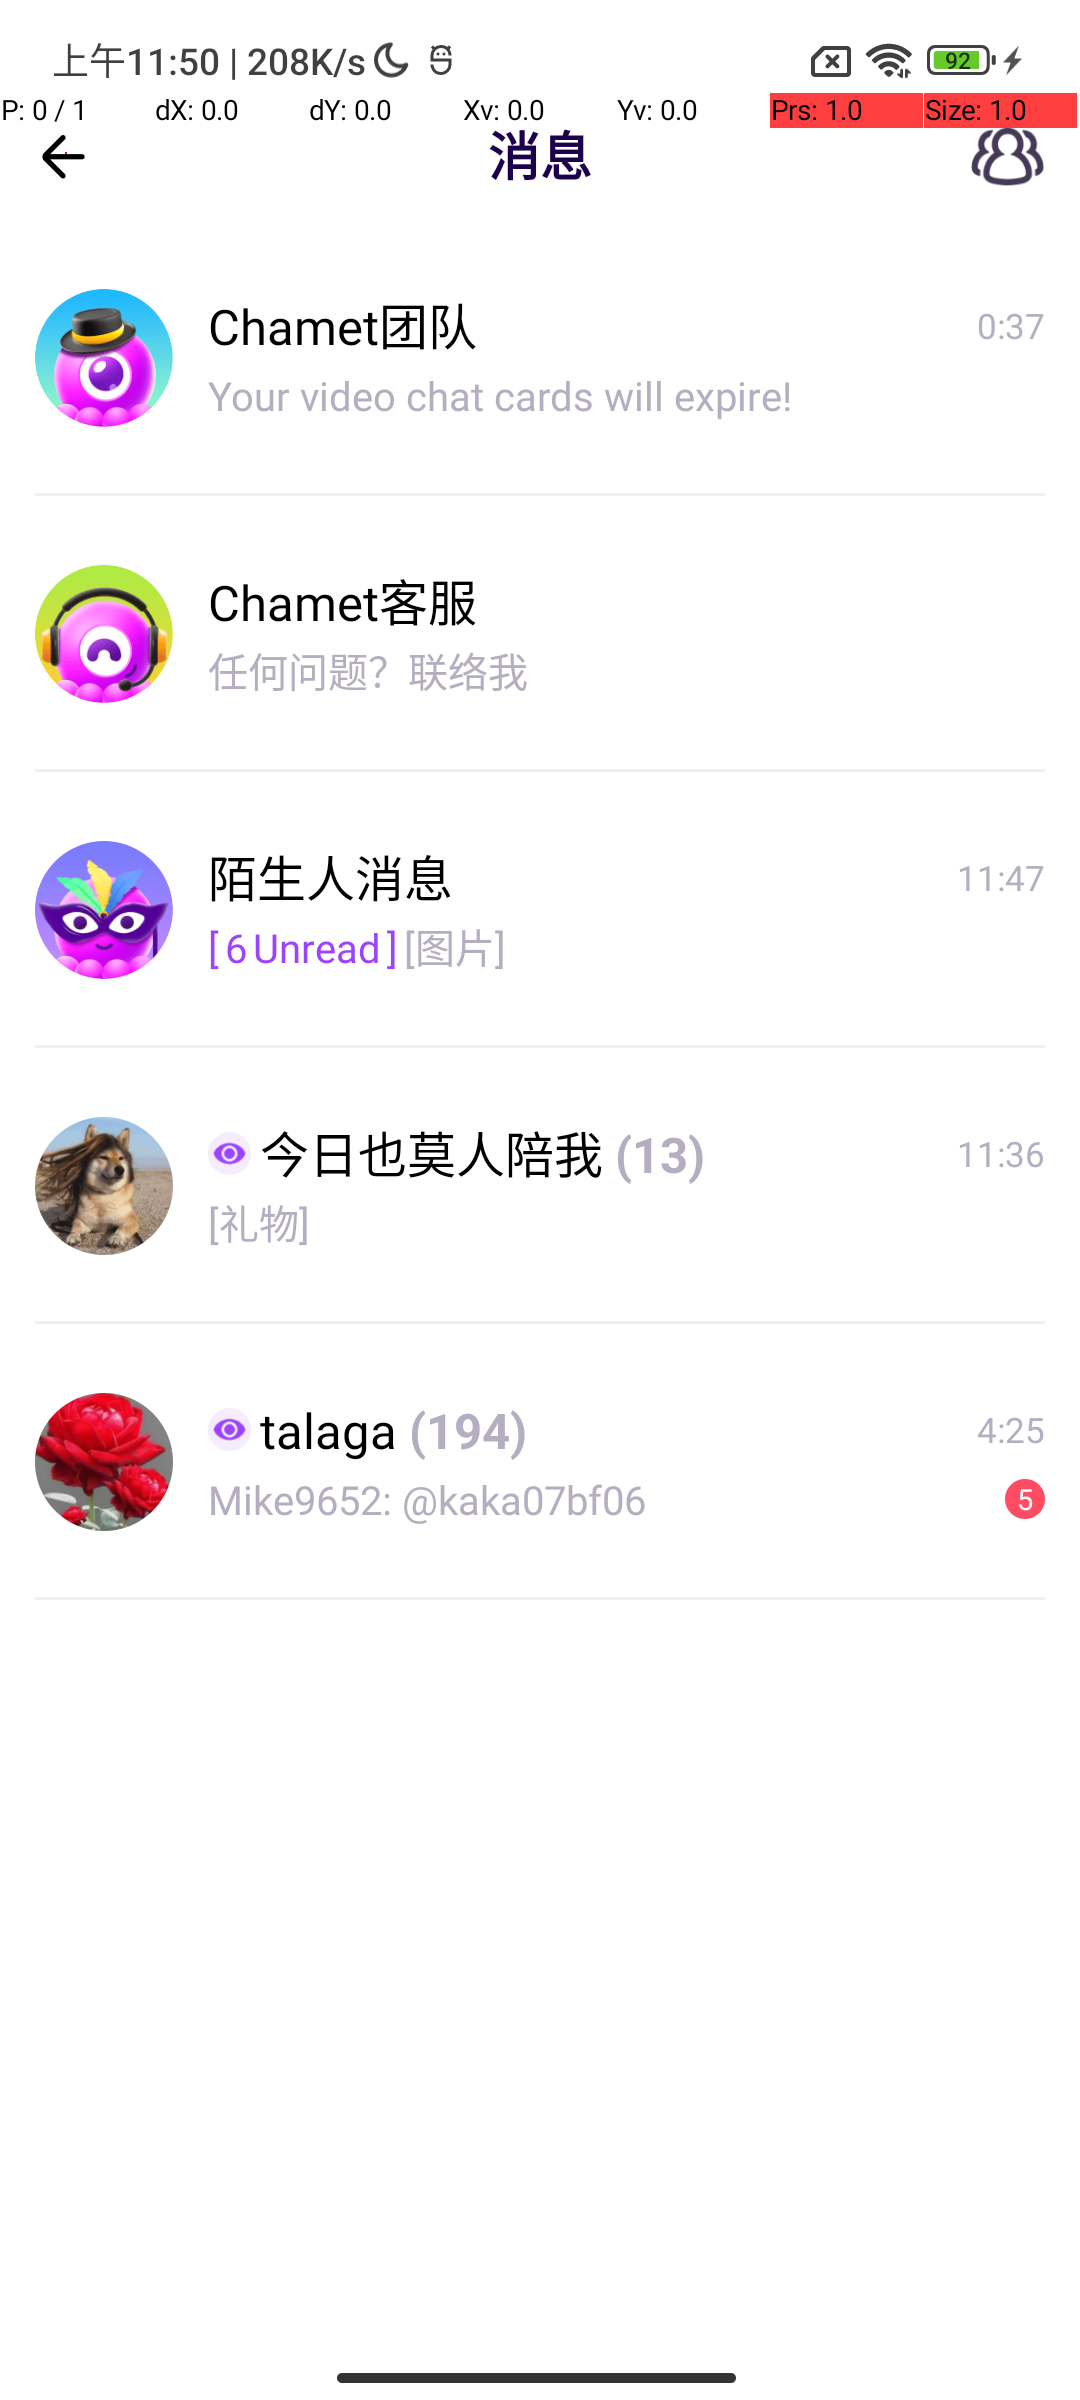 上午11:50 | 208K/s
92
P: 0 / 1 dX: 0.0 dY: 0.0 Xv: 0.0 Yv: 0.0 Prs: 1.0 Size: 1.0
消息
Chamet团队 0:37
Your video chat cards will expire!
Chamet客服
任何问题？联络我
陌生人消息 11:47
[6 Unread] [图片]
今日也莫人陪我 (13) 11:36
[礼物]
talaga (194) 4:25
Mike9652: @kaka07bf06 5